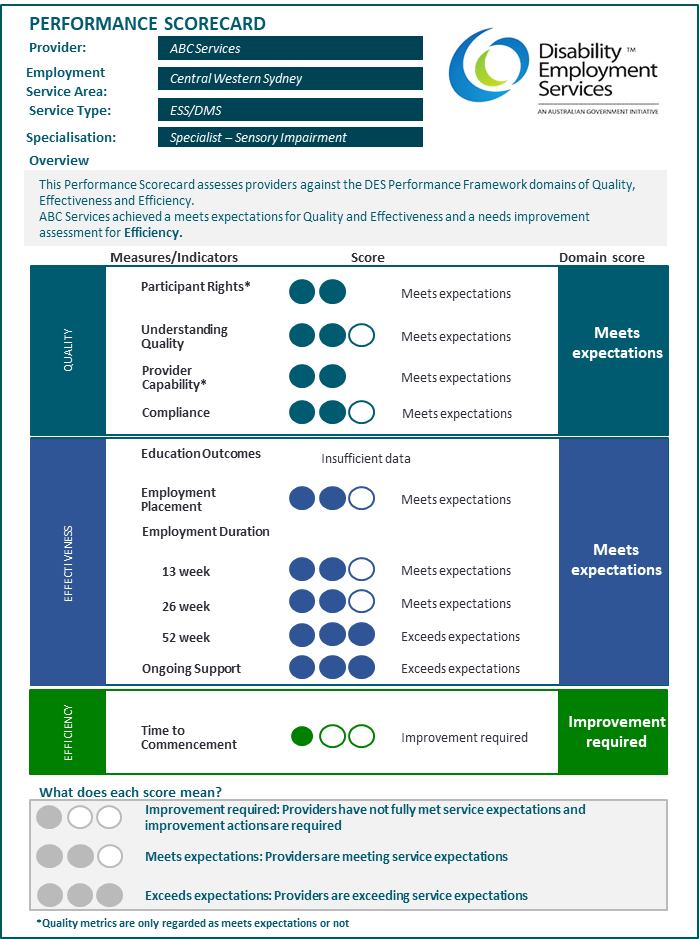 PERFORMANCE SCORECARD
Provider: ABC Services
Employment Service Area: Central Western Sydney
Service Type: ESS/DMS
Specialisation: Specialist – Sensory Impairment
Disability ™
Employment
Services
AN AUSTRALIAN GOVERNMENT INITIATIVE
Overview
This Performance Scorecard assesses providers against the DES Performance Framework domains of Quality,
Effectiveness and Efficiency.
ABC Services achieved a meets expectations for Quality and Effectiveness and a needs improvement
assessment for Efficiency.
Measures/Indicators Score Domain score
QUALITY
Participant Rights* Meets expectations
Understanding
Quality Meets expectations
Provider
Capability* Meets expectations
Compliance Meets expectations
Meets
expectations
EFFECTIVENESS
Education Outcomes Insufficient data
Employment
Placement Meets expectations
Employment Duration
13 week Meets expectations
26 week Meets expectations
52 week Exceeds expectations
Ongoing Support Exceeds expectations
Meets
expectations
EFFICIENCY
Time to
Commencement Improvement required
Improvement
required
What does each score mean?
Improvement required: Providers have not fully met service expectations and
improvement actions are required
Meets expectations: Providers are meeting service expectations
Exceeds expectations: Providers are exceeding service expectations
*Quality metrics are only regarded as meets expectations or not